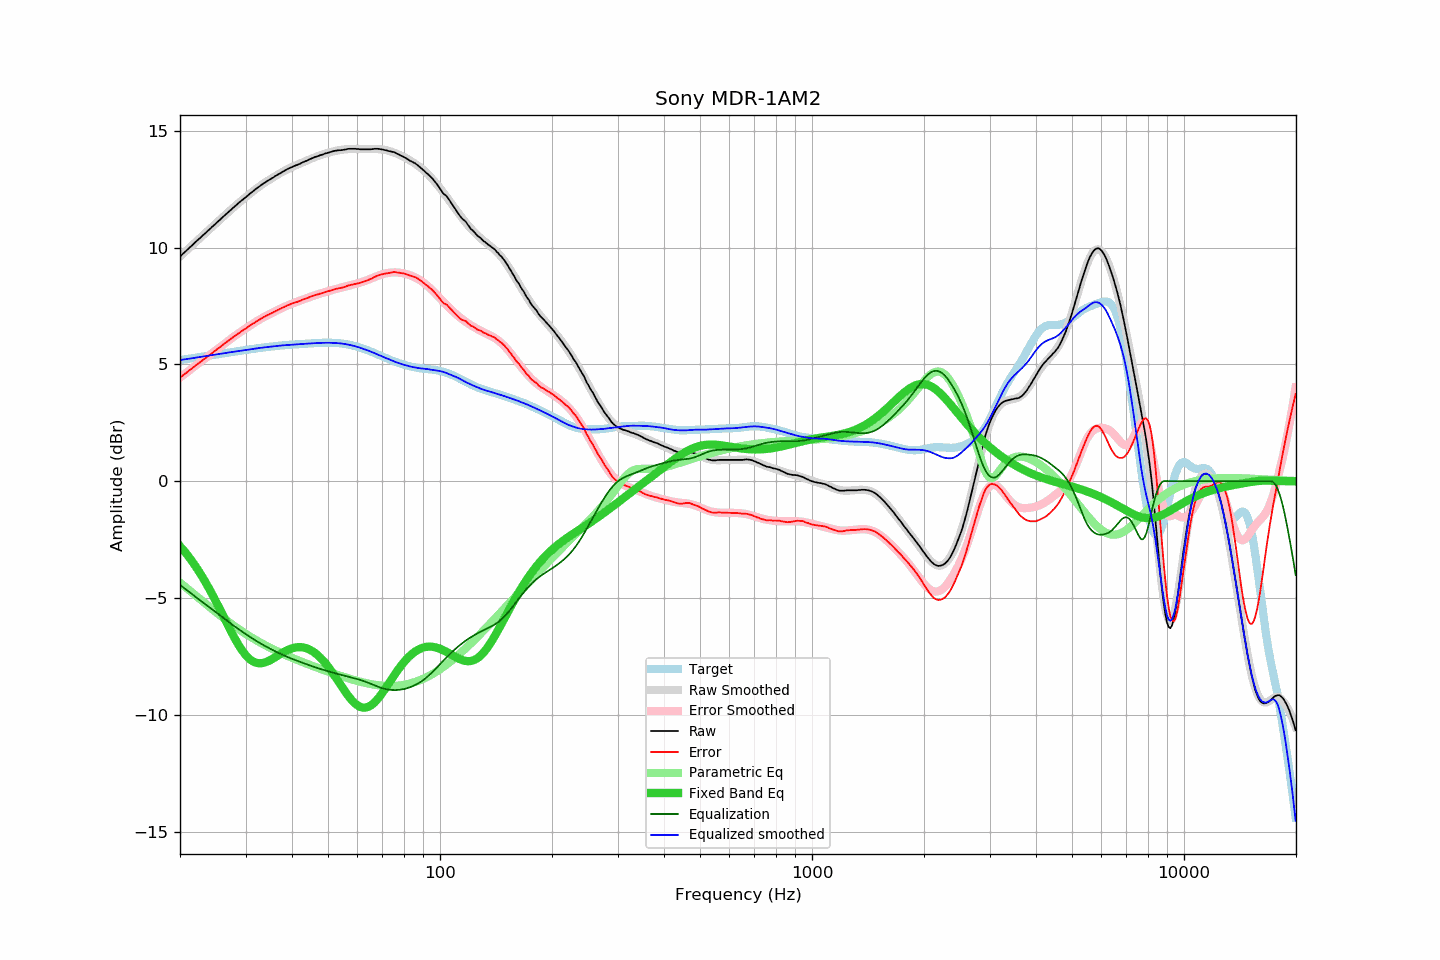 Sony MDR-1AM2
15
10
5
0
−5
−10
−15
Amplitude (dBr)
Target
Raw Smoothed
Error Smoothed
Raw
Error
Parametric Eq
Fixed Band Eq
Equalization
Equalized smoothed
100
1000
10000
Frequency (Hz)